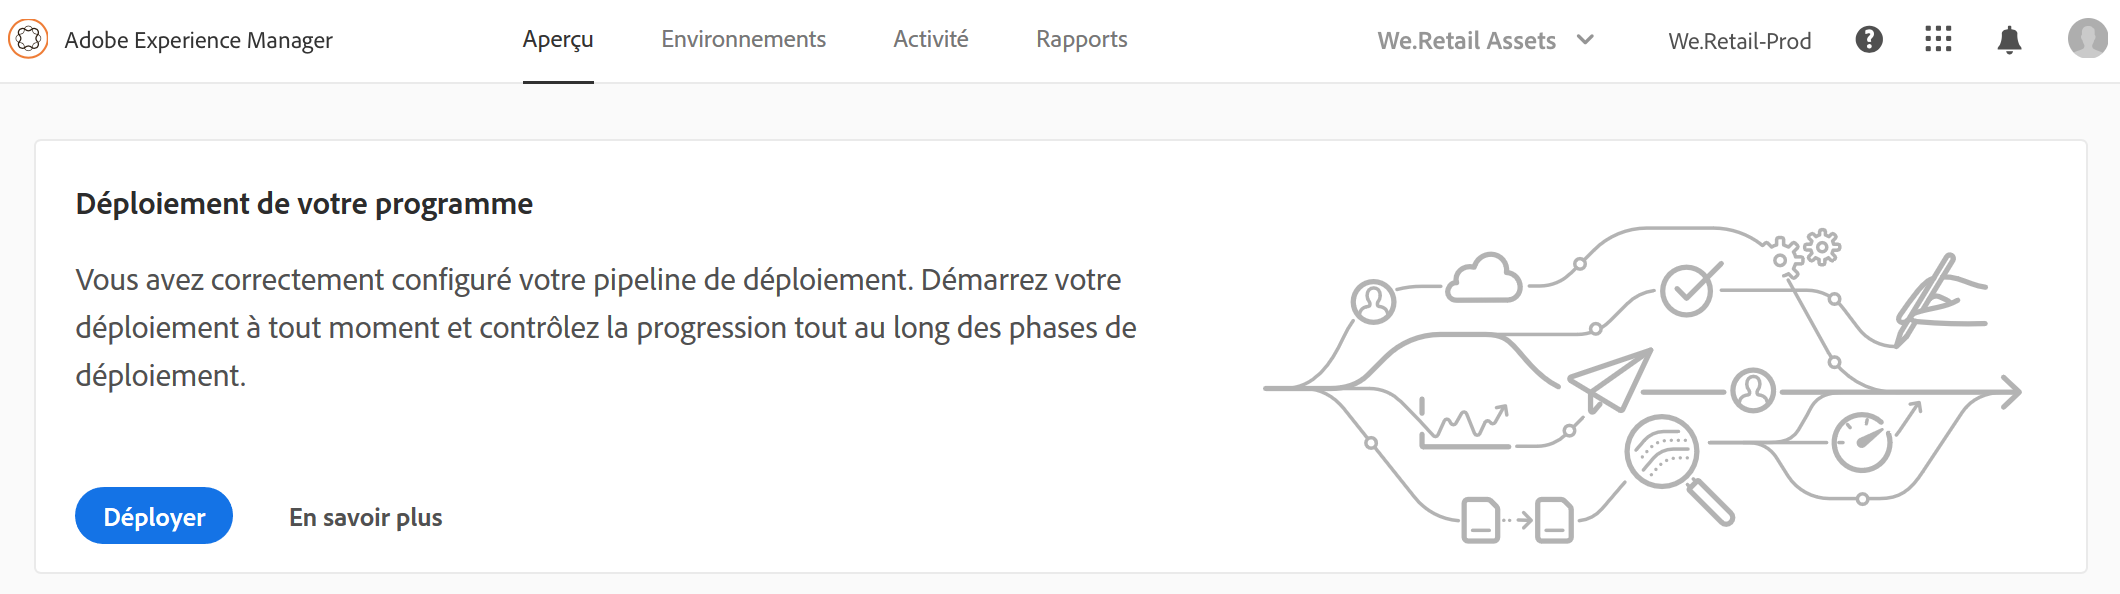 Adobe Experience Manager
Aperçu
Environnements
Activité
Rapports
We.Retail Assets
We.Retail-Prod
Déploiement de votre programme
Vous avez correctement configuré votre pipeline de déploiement. Démarrez votre
déploiement à tout moment et contrôlez la progression tout au long des phases de
déploiement.
Déployer
En savoir plus